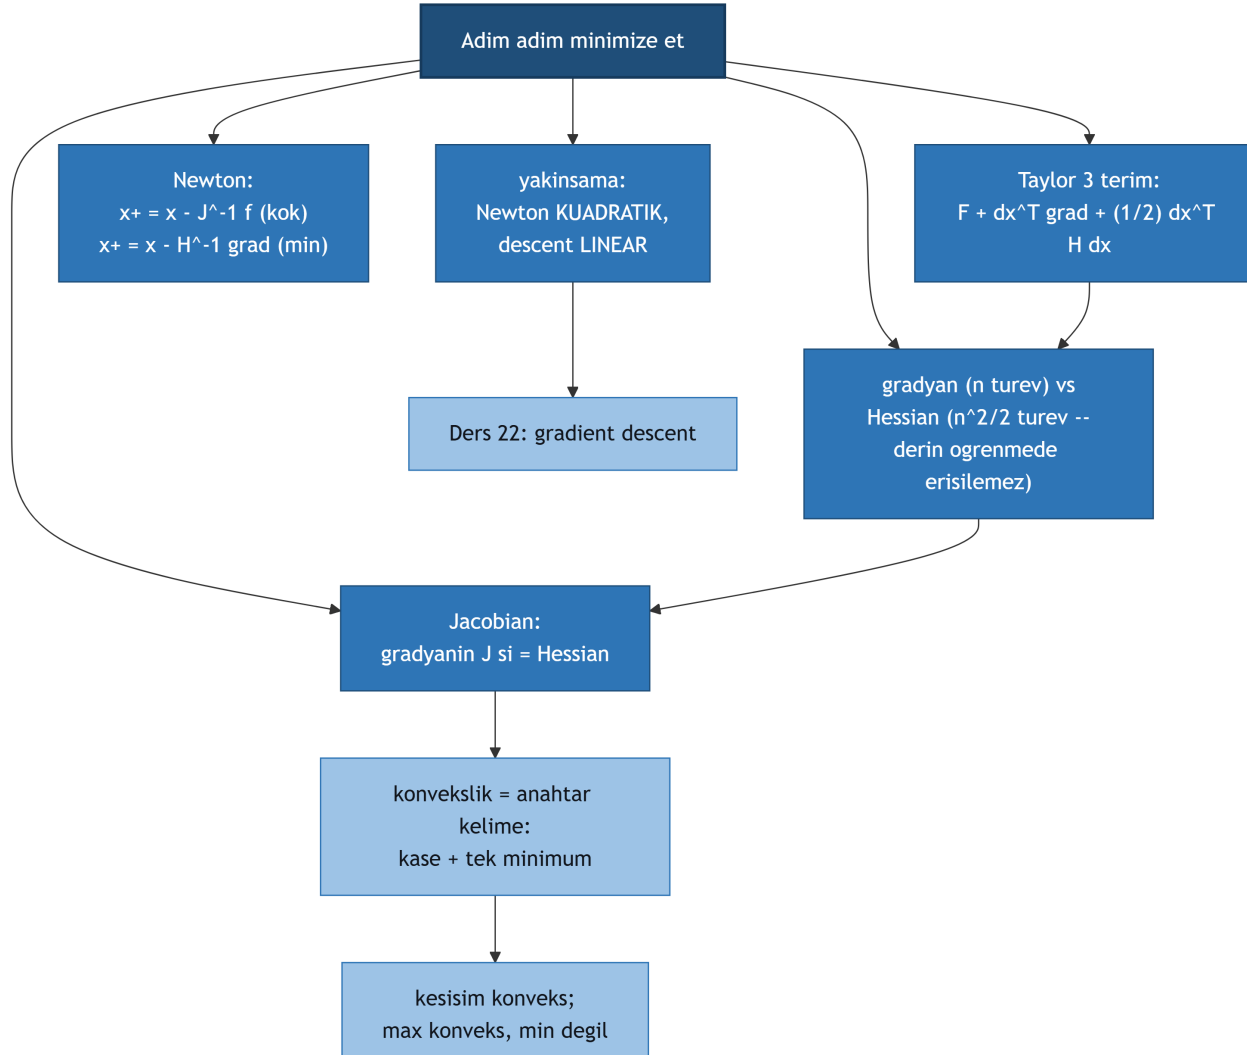 Adim adim minimize et
Newton:
x+ = x - J^-1 f (kok)
x+ = x - H^-1 grad (min)
yakinsama:
Newton KUADRATIK,
descent LINEAR
Taylor 3 terim:
F + dx^T grad + (1/2) dx^T
H dx
gradyan (n turev) vs
Hessian (n^2/2 turev --
derin ogrenmede
erisilemez)
Ders 22: gradient descent
Jacobian:
gradyanin J si = Hessian
konvekslik = anahtar
kelime:
kase + tek minimum
kesisim konveks;
max konveks, min degil